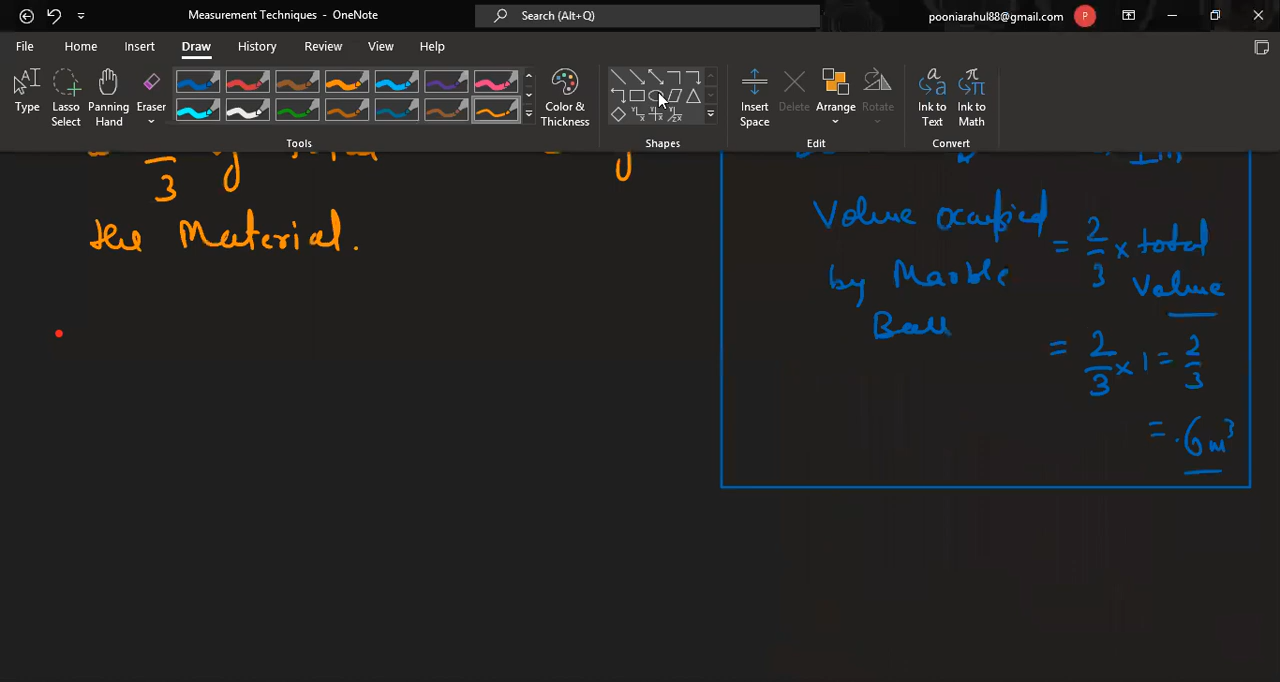 Measurement Techniques - OneNote
Search (Alt+Q)
pooniarahul88@gmail.com
P
File
Home
Insert
Draw
History
Review
View
Help
Type
Lasso
Select
Panning
Hand
Eraser
Color &
Thickness
Insert
Space
Delete
Arrange
Rotate
Ink to
Text
Ink to
Math
Tools
Shapes
Edit
Convert
3
the Material.
Volume ocupied
by Marble
Ball
= 2/3 × total
Value
= 2/3 × 1 = 2/3
= .6m³